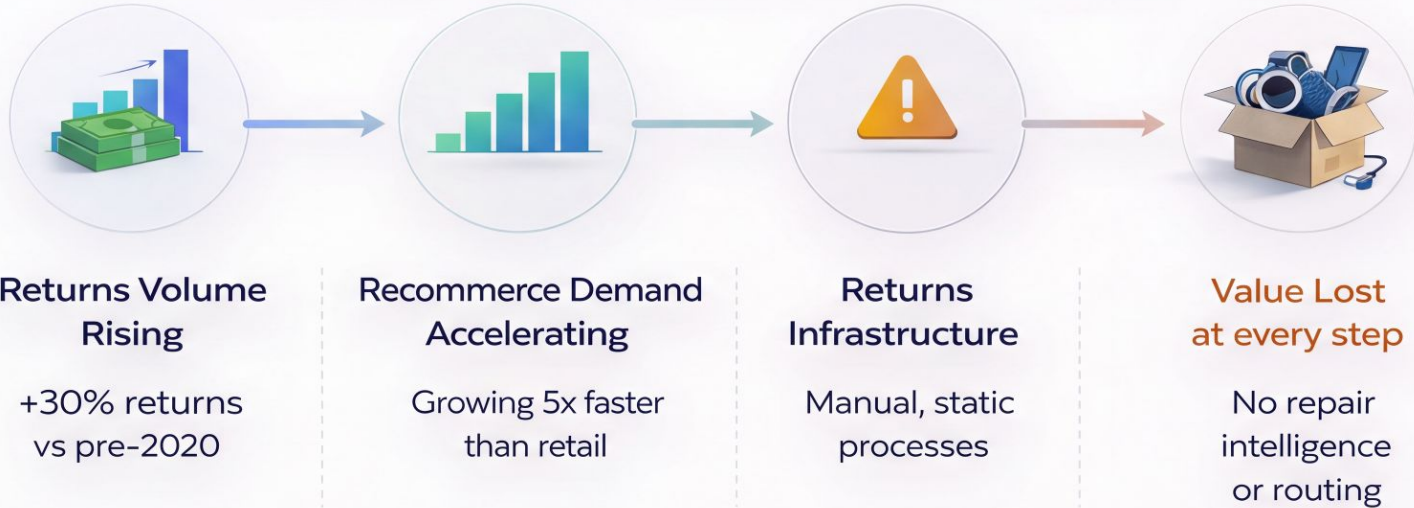 Returns Volume
Rising
+30% returns
vs pre-2020
Recommerce Demand
Accelerating
Growing 5x faster
than retail
Returns
Infrastructure
Manual, static
processes
Value Lost
at every step
No repair
intelligence
or routing